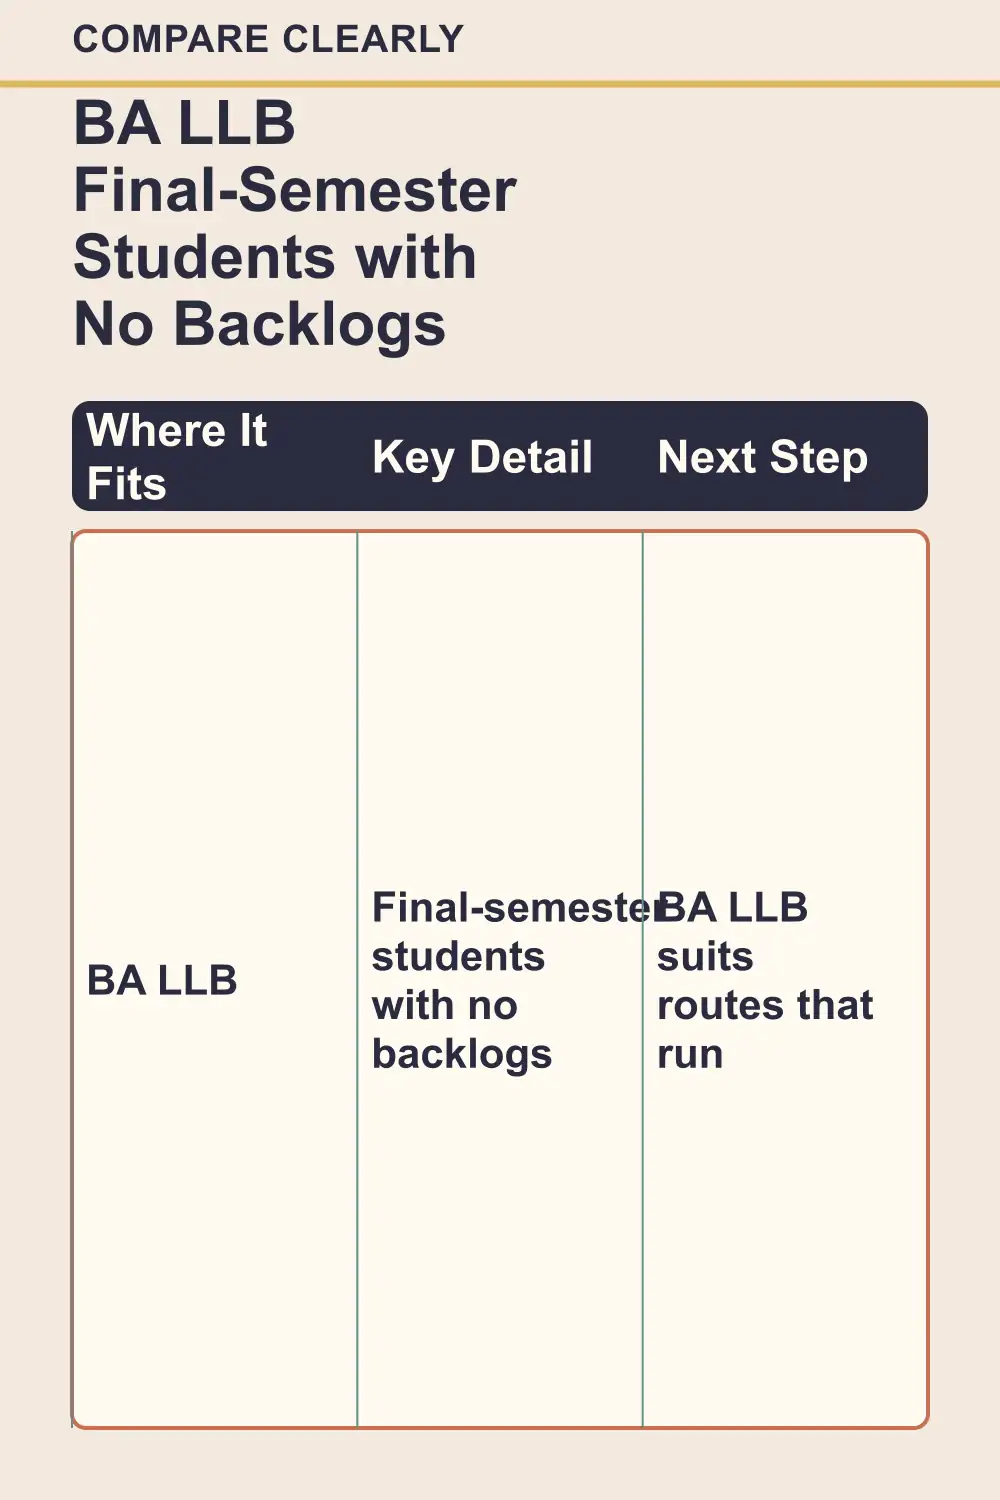 COMPARE CLEARLY
BA LLB
Final-Semester
Students with
No Backlogs
Where It
Fits
Key Detail
Next Step
BA LLB
Final-semester
students
with no
backlogs
BA LLB
suits
routes that
run